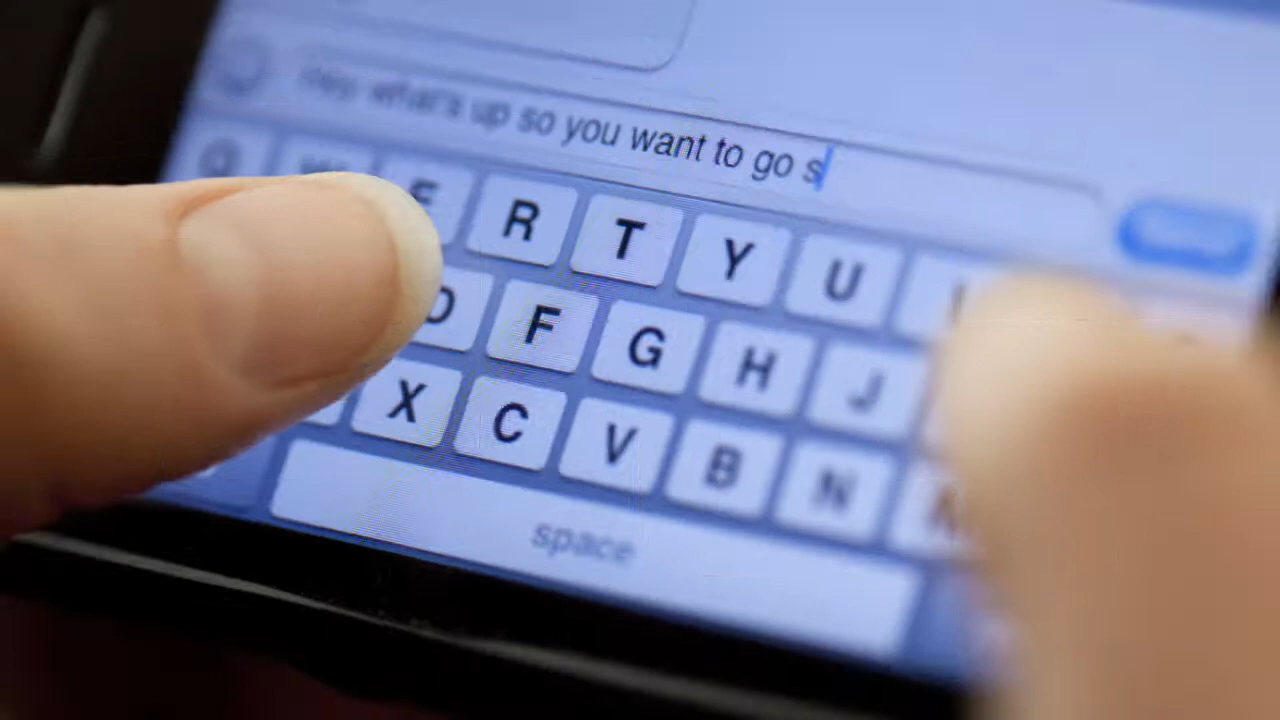 Hey what's up so you want to go s
Q W E R T Y U I
D F G H J
X C V B N
space